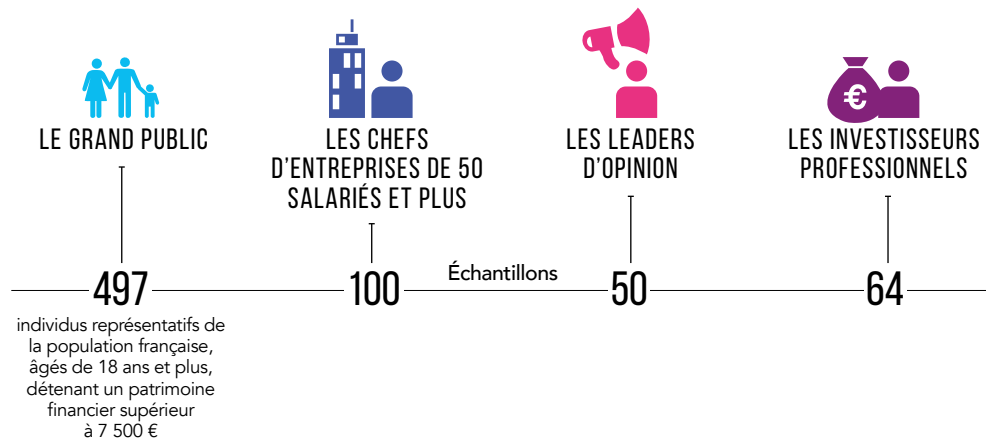 €
LE GRAND PUBLIC
LES CHEFS
D'ENTREPRISES DE 50
SALARIÉS ET PLUS
LES LEADERS
D'OPINION
LES INVESTISSEURS
PROFESSIONNELS
Échantillons
497
100
50
64
individus représentatifs de
la population française,
âgés de 18 ans et plus,
détenant un patrimoine
financier supérieur
à 7 500 €